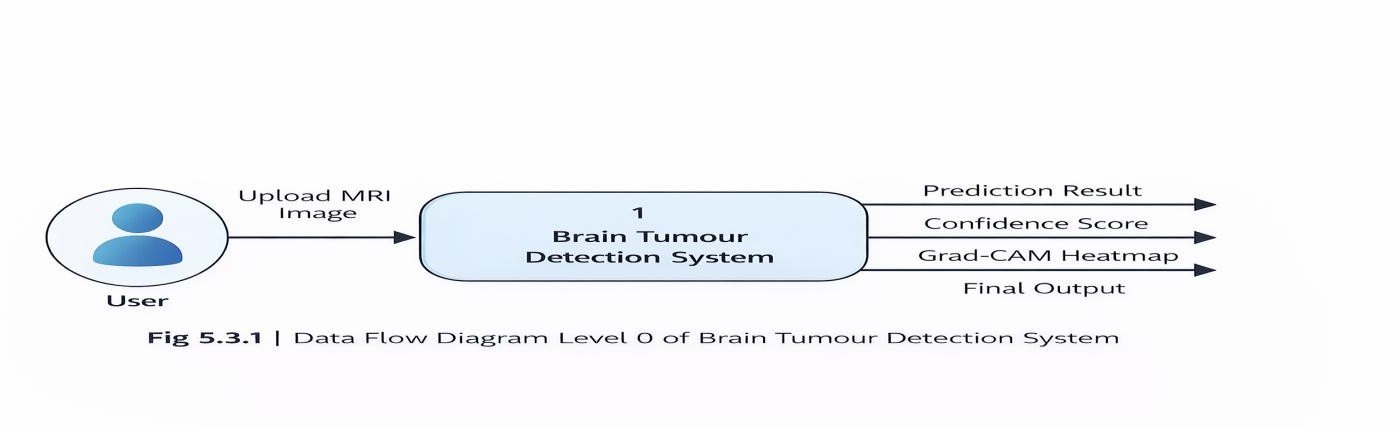 Upload MRI
Image
User
1
Brain Tumour
Detection System
Prediction Result
Confidence Score
Grad-CAM Heatmap
Final Output
Fig 5.3.1 | Data Flow Diagram Level 0 of Brain Tumour Detection System